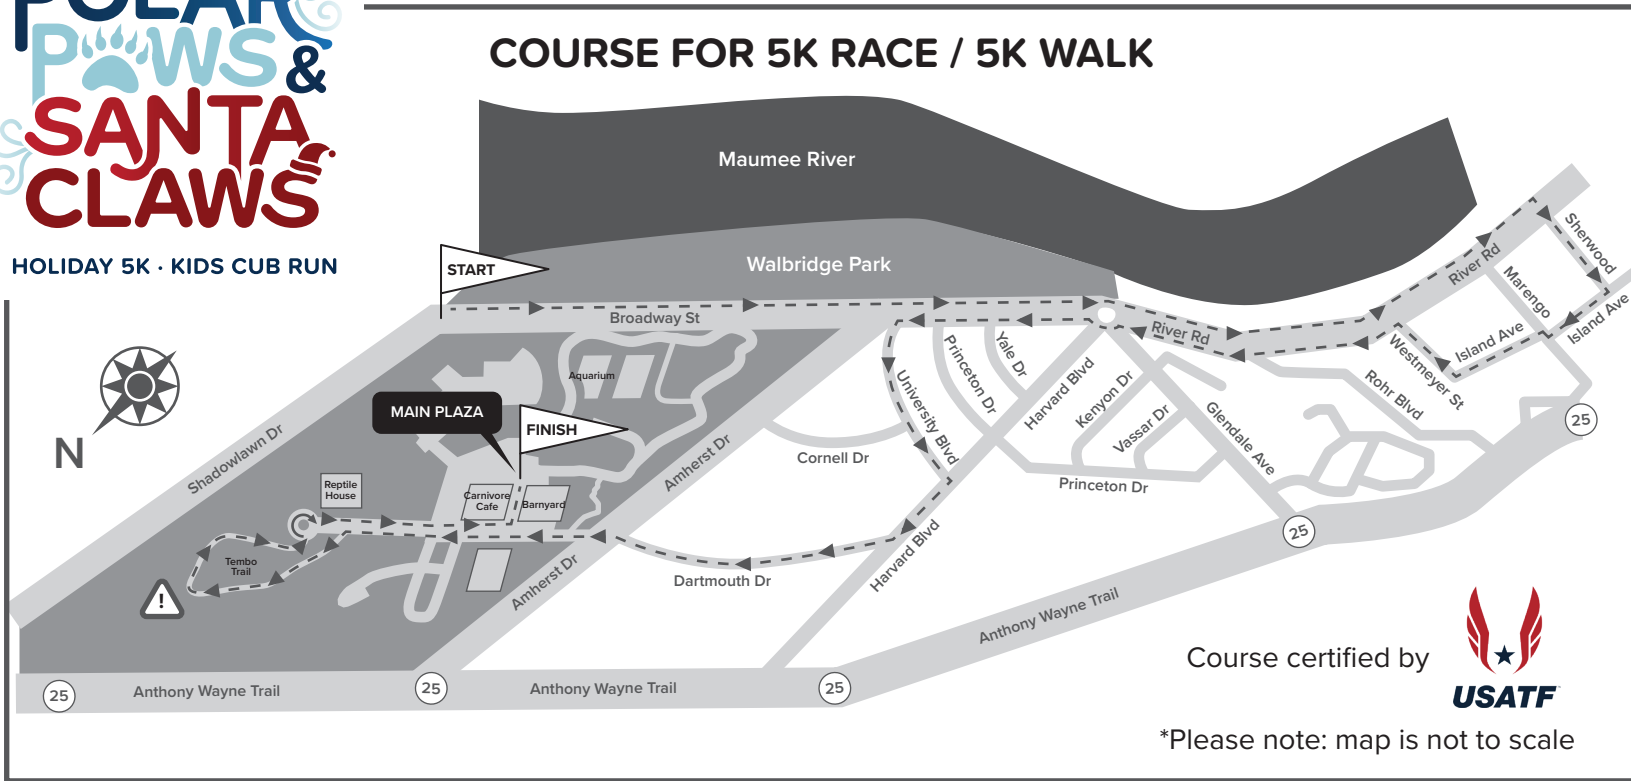 POLAR
PAWS &
SANTA
CLAWS
HOLIDAY 5K · KIDS CUB RUN
COURSE FOR 5K RACE / 5K WALK
Maumee River
Walbridge Park
START
Broadway St
River Rd
River Rd
Sherwood
Marengo
Island Ave
Island Ave
Westmeyer St
Rohr Blvd
25
Yale Dr
Princeton Dr
University Blvd
Harvard Blvd
Kenyon Dr
Vassar Dr
Glendale Ave
Princeton Dr
25
Aquarium
MAIN PLAZA
FINISH
N
Shadowlawn Dr
Amherst Dr
Cornell Dr
Reptile
House
Carnivore
Cafe
Barnyard
Tembo
Trail
!
Amherst Dr
Dartmouth Dr
Harvard Blvd
Anthony Wayne Trail
25
Anthony Wayne Trail
25
Anthony Wayne Trail
25
Course certified by
USATF
*Please note: map is not to scale